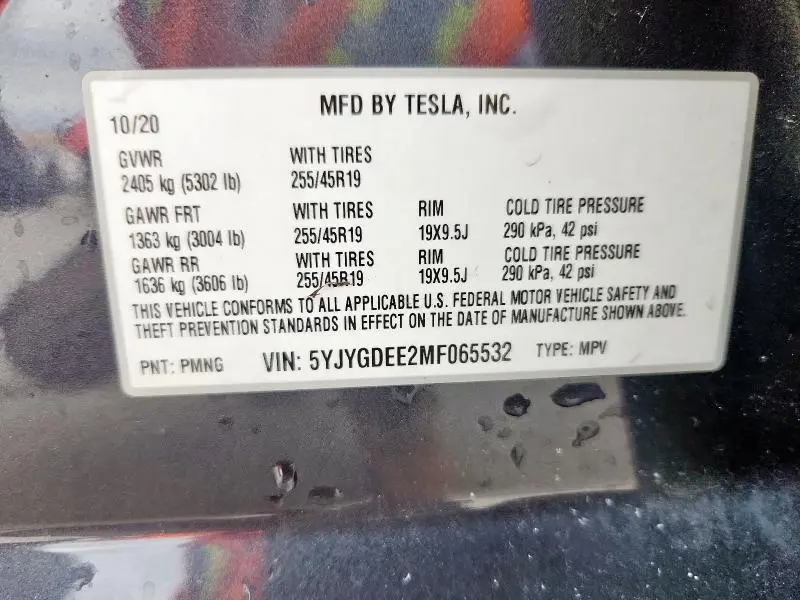 MFD BY TESLA, INC.
10/20
GVWR WITH TIRES
2405 kg (5302 lb) 255/45R19
GAWR FRT WITH TIRES RIM COLD TIRE PRESSURE
1363 kg (3004 lb) 255/45R19 19X9.5J 290 kPa, 42 psi
GAWR RR WITH TIRES RIM COLD TIRE PRESSURE
1636 kg (3606 lb) 255/45R19 19X9.5J 290 kPa, 42 psi
THIS VEHICLE CONFORMS TO ALL APPLICABLE U.S. FEDERAL MOTOR VEHICLE SAFETY AND
THEFT PREVENTION STANDARDS IN EFFECT ON THE DATE OF MANUFACTURE SHOWN ABOVE.
PNT: PMNG VIN: 5YJYGDEE2MF065532 TYPE: MPV